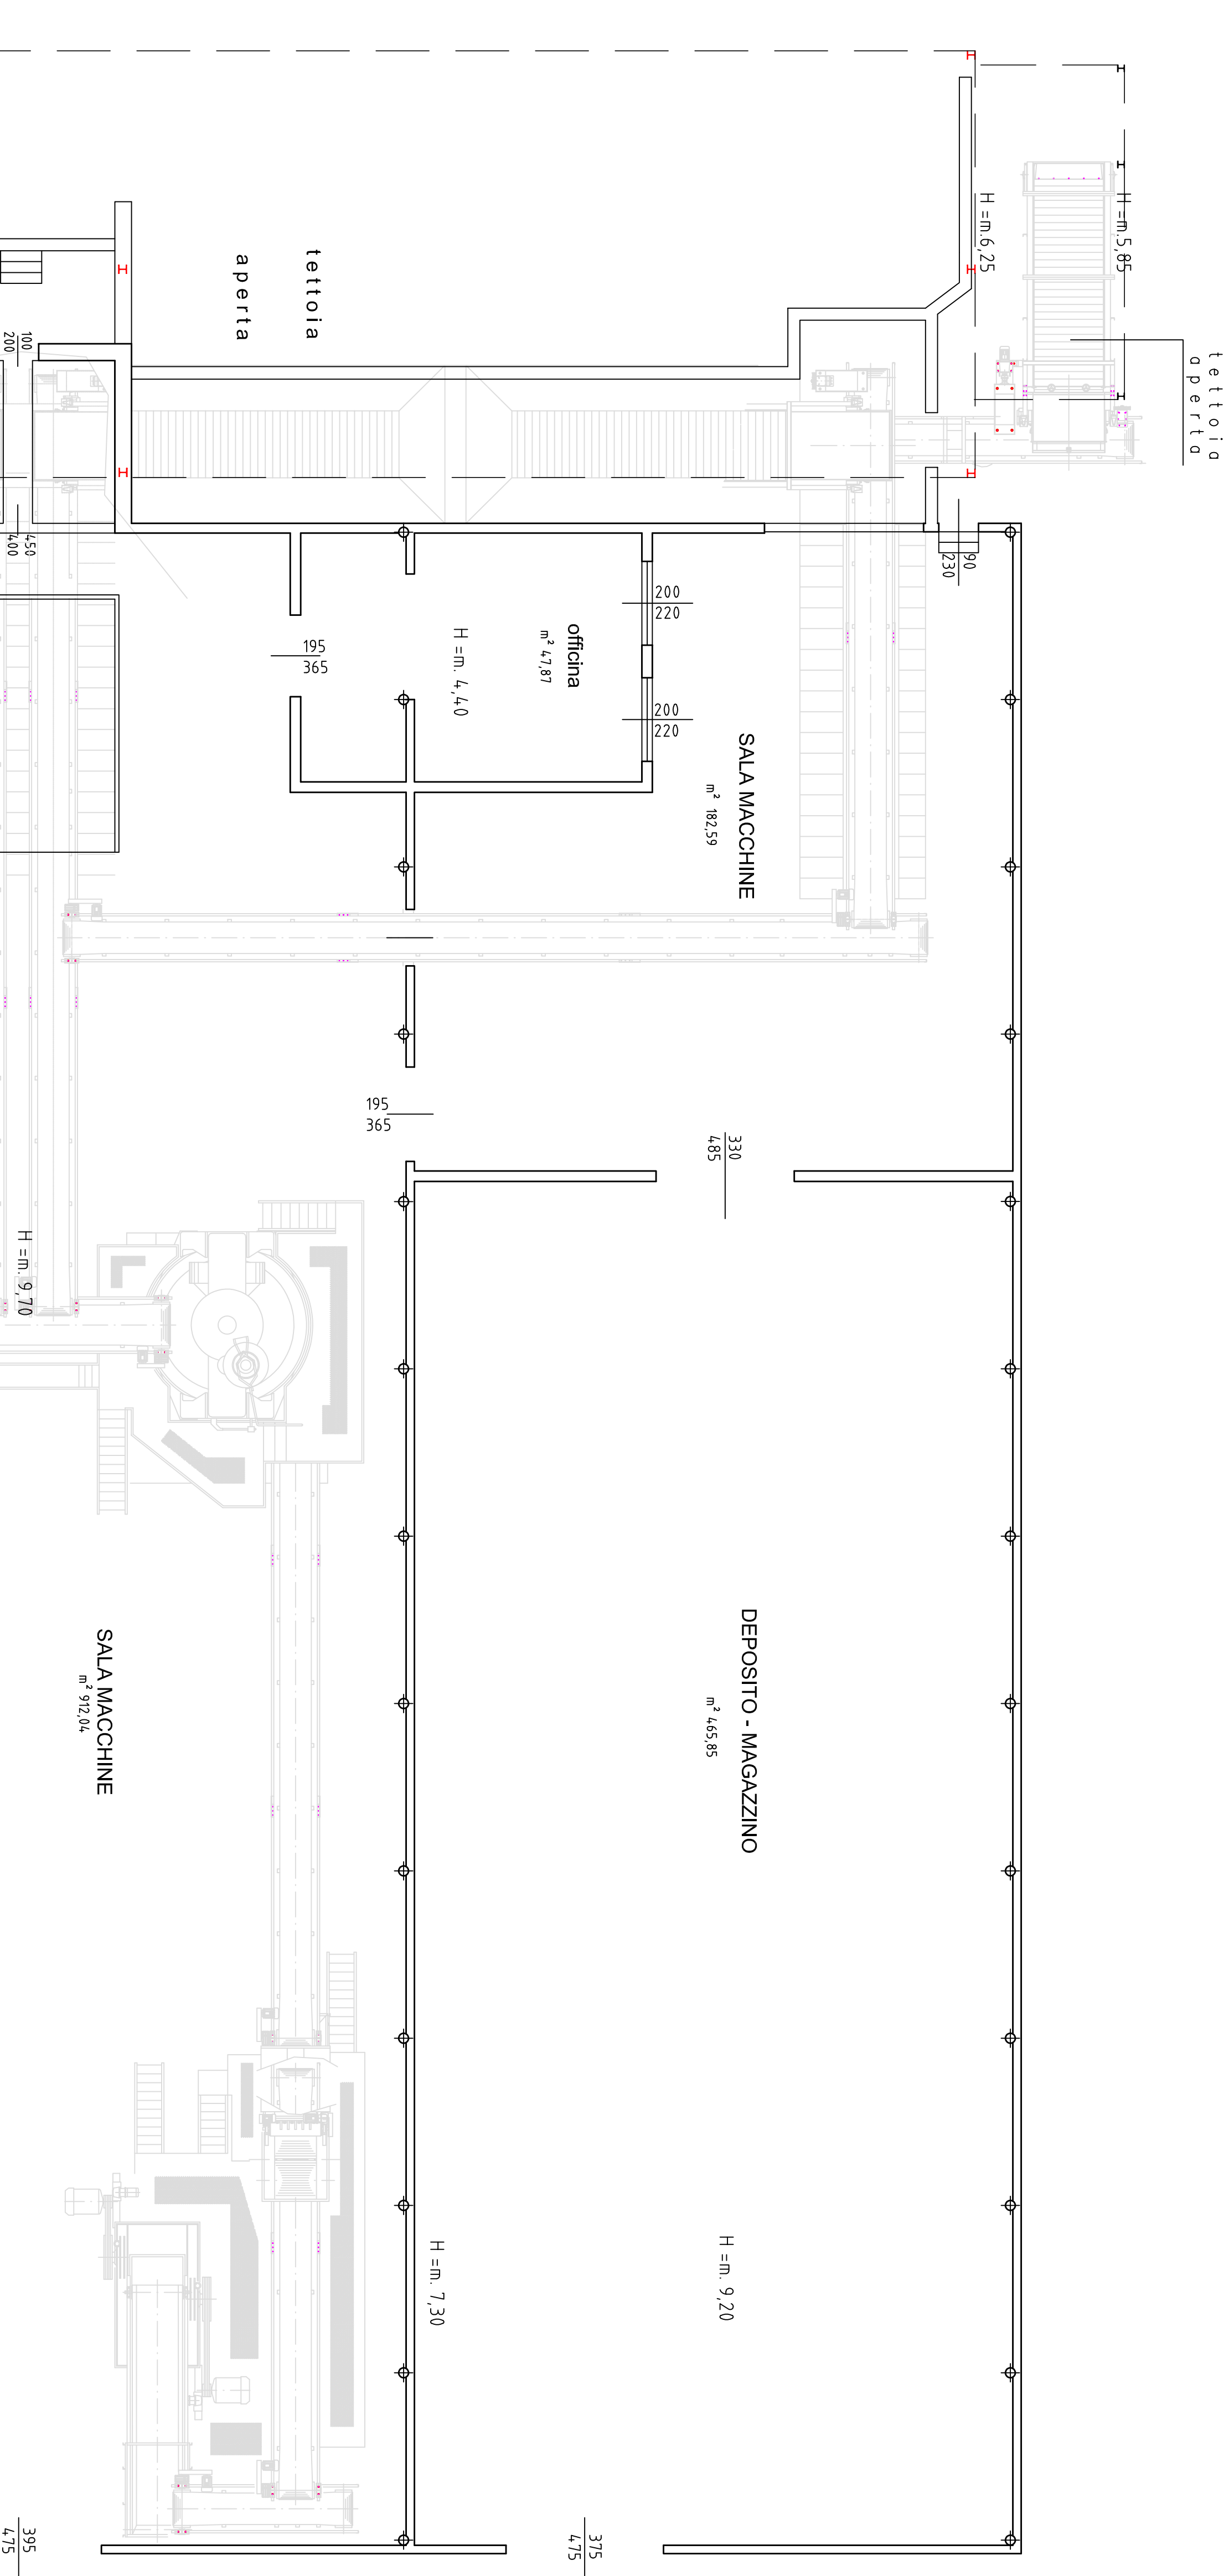 tettoia
aperta
H =m.5,85
H =m.6,25
tettoia
aperta
100
200
450
400
90
230
200
220
officina
m² 47,87
H =m. 4,40
195
365
200
220
SALA MACCHINE
m² 182,59
195
365
330
485
H =m. 9,70
DEPOSITO - MAGAZZINO
m² 465,85
SALA MACCHINE
m² 912,04
H =m. 9,20
H =m. 7,30
375
475
395
475